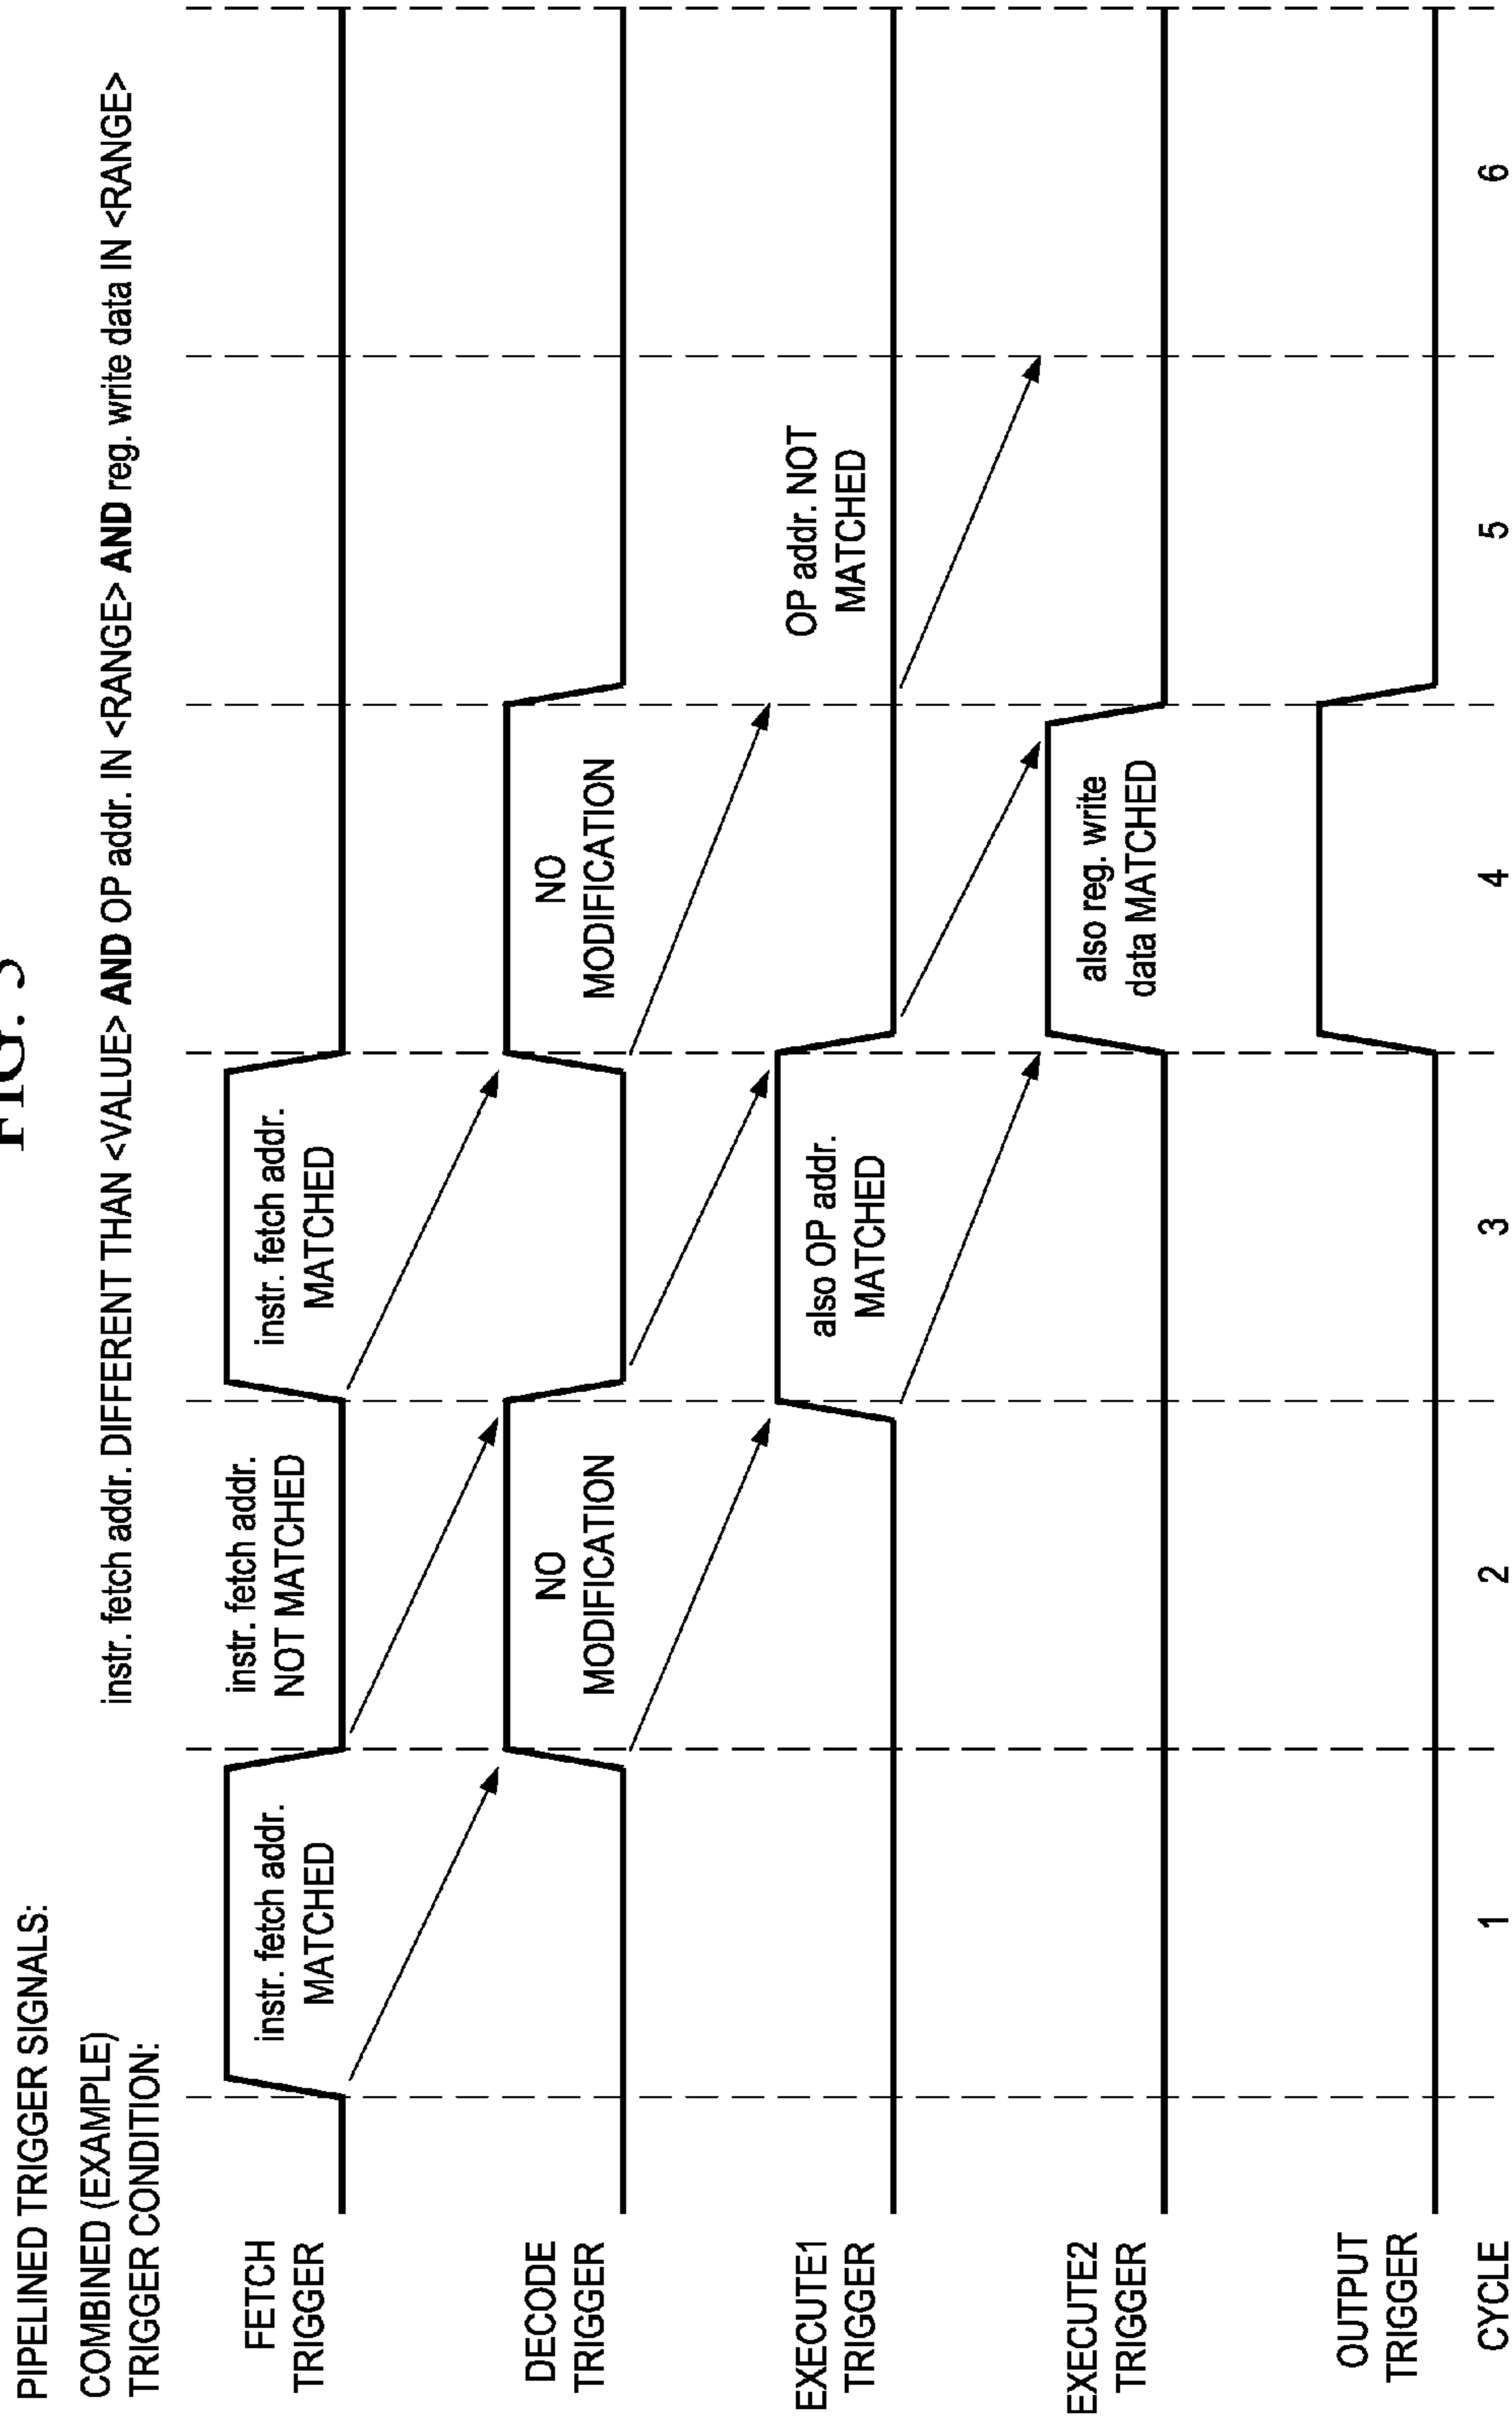 FIG. 3
PIPELINED TRIGGER SIGNALS:
COMBINED (EXAMPLE)
TRIGGER CONDITION:
instr. fetch addr. DIFFERENT THAN <VALUE> AND OP addr. IN <RANGE> AND reg. write data IN <RANGE>
FETCH
TRIGGER
instr. fetch addr.
MATCHED
instr. fetch addr.
NOT MATCHED
instr. fetch addr.
MATCHED
DECODE
TRIGGER
NO
MODIFICATION
NO
MODIFICATION
EXECUTE1
TRIGGER
also OP addr.
MATCHED
OP addr. NOT
MATCHED
EXECUTE2
TRIGGER
also reg. write
data MATCHED
OUTPUT
TRIGGER
CYCLE 1 2 3 4 5 6